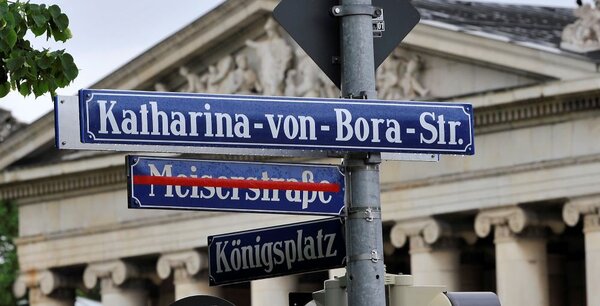 Katharina-von-Bora-Str.
Meiserstraße
Königsplatz